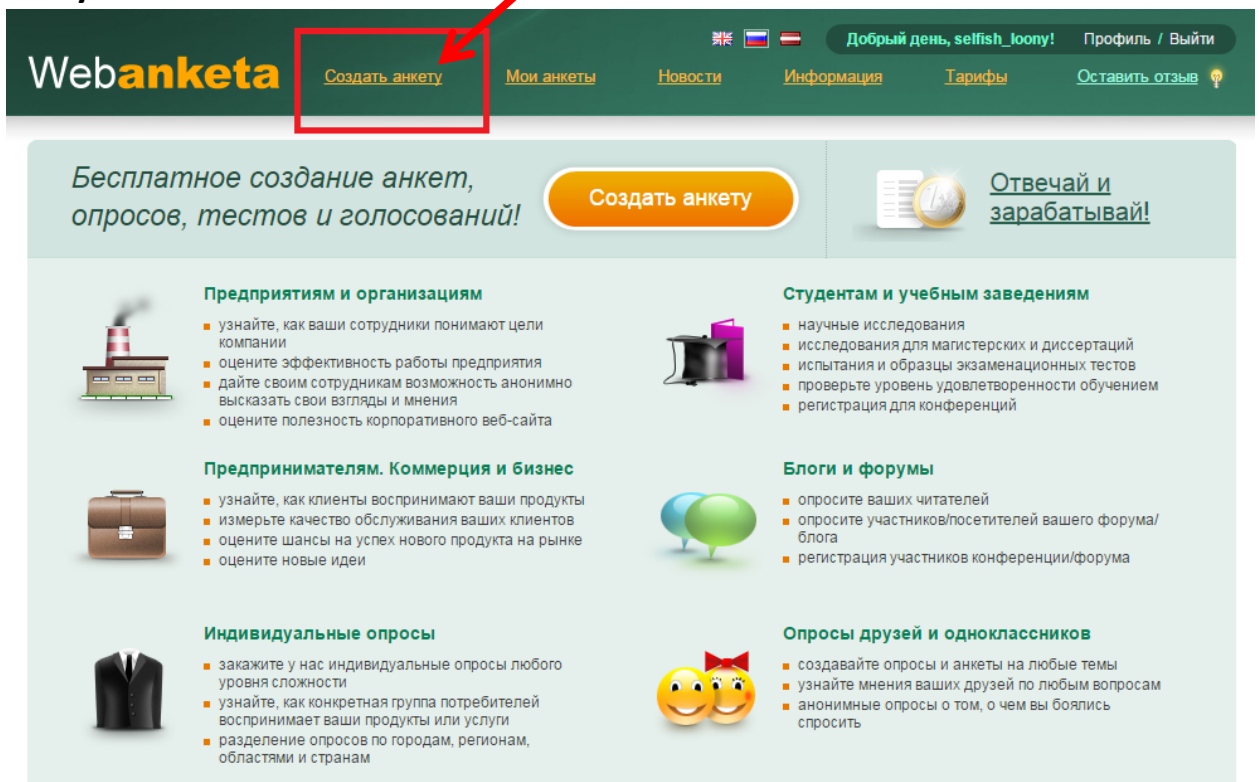 Добрый день, selfish_loony! Профиль / Выйти
Webanketa
Создать анкету Мои анкеты Новости Информация Тарифы Оставить отзыв
Бесплатное создание анкет,
опросов, тестов и голосований!
Создать анкету
Отвечай и
зарабатывай!
Предприятиям и организациям
узнайте, как ваши сотрудники понимают цели
компании
оцените эффективность работы предприятия
дайте своим сотрудникам возможность анонимно
высказать свои взгляды и мнения
оцените полезность корпоративного веб-сайта
Студентам и учебным заведениям
научные исследования
исследования для магистерских и диссертаций
испытания и образцы экзаменационных тестов
проверьте уровень удовлетворенности обучением
регистрация для конференций
Предпринимателям. Коммерция и бизнес
узнайте, как клиенты воспринимают ваши продукты
измерьте качество обслуживания ваших клиентов
оцените шансы на успех нового продукта на рынке
оцените новые идеи
Блоги и форумы
опросите ваших читателей
опросите участников/посетителей вашего форума/
блога
регистрация участников конференции/форума
Индивидуальные опросы
закажите у нас индивидуальные опросы любого
уровня сложности
узнайте, как конкретная группа потребителей
воспринимает ваши продукты или услуги
разделение опросов по городам, регионам,
областями и странам
Опросы друзей и одноклассников
создавайте опросы и анкеты на любые темы
узнайте мнения ваших друзей по любым вопросам
анонимные опросы о том, о чем вы боялись
спросить